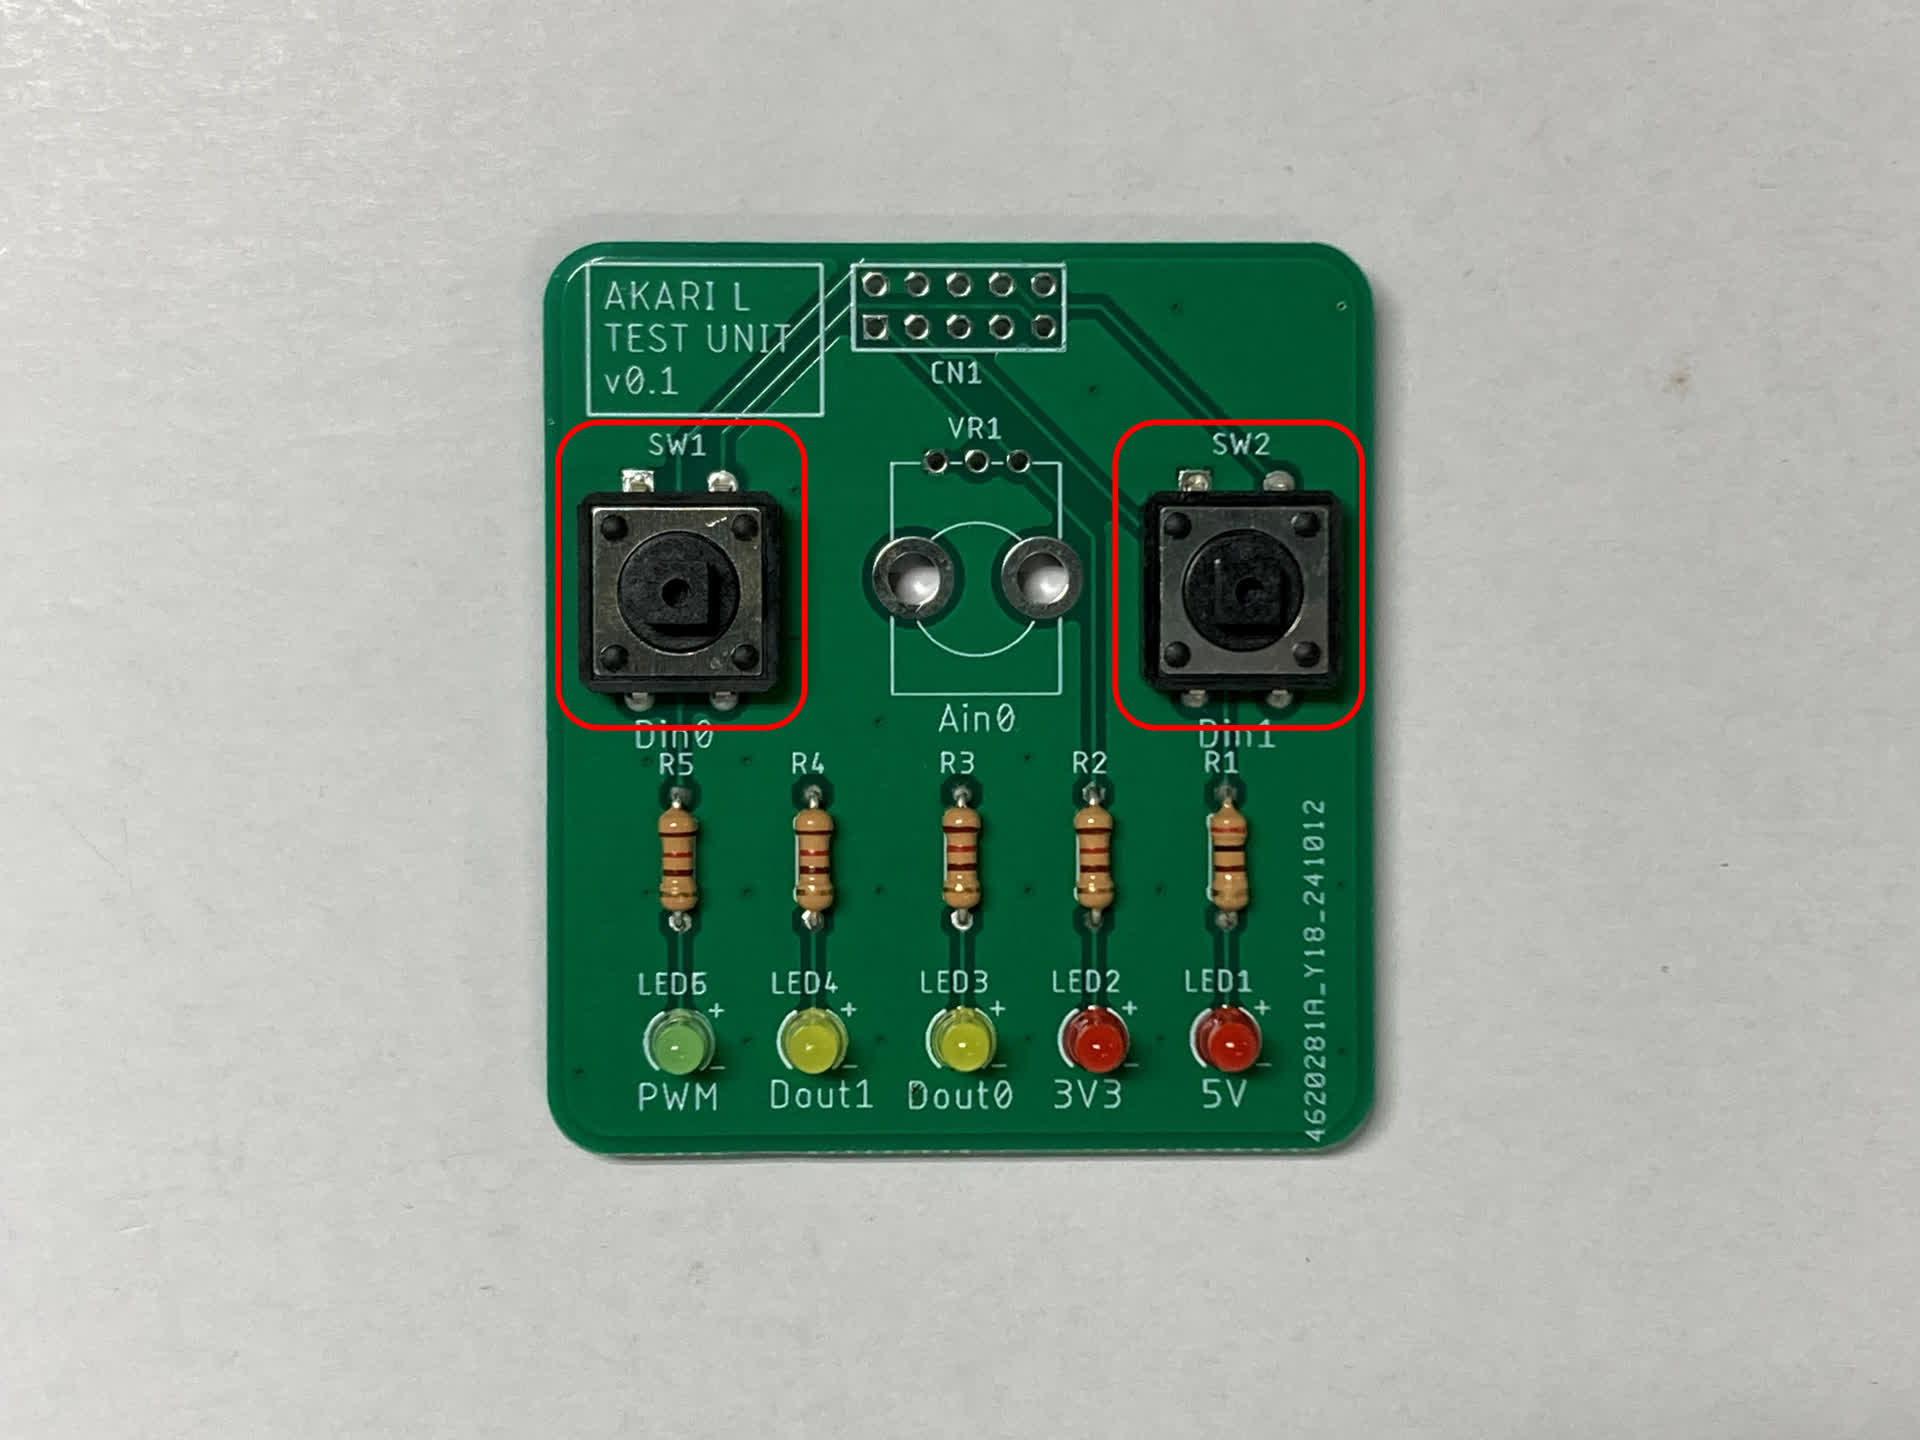 AKARI L
TEST UNIT
v0.1
CN1
VR1
SW1
SW2
Din0
Ain0
Din1
R5
R4
R3
R2
R1
4620281A_Y18_241012
LED5
LED4
LED3
LED2
LED1
+
+
+
+
+
PWM
Dout1
Dout0
3V3
5V